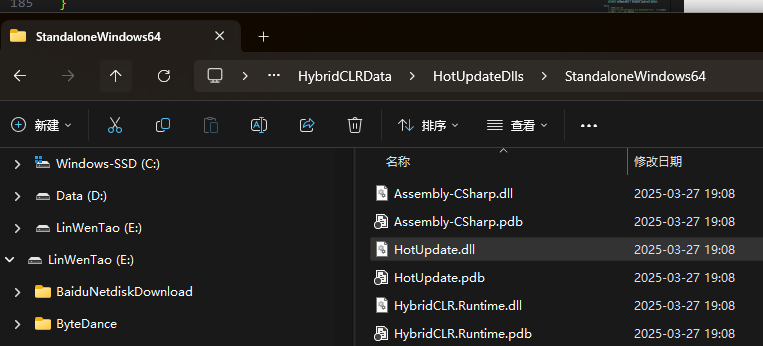 185 }
StandaloneWindows64
HybridCLRData > HotUpdateDlls > StandaloneWindows64
新建 排序 查看
名称 修改日期
Windows-SSD (C:)
Data (D:)
LinWenTao (E:)
LinWenTao (E:)
BaiduNetdiskDownload
ByteDance
Assembly-CSharp.dll 2025-03-27 19:08
Assembly-CSharp.pdb 2025-03-27 19:08
HotUpdate.dll 2025-03-27 19:08
HotUpdate.pdb 2025-03-27 19:08
HybridCLR.Runtime.dll 2025-03-27 19:08
HybridCLR.Runtime.pdb 2025-03-27 19:08